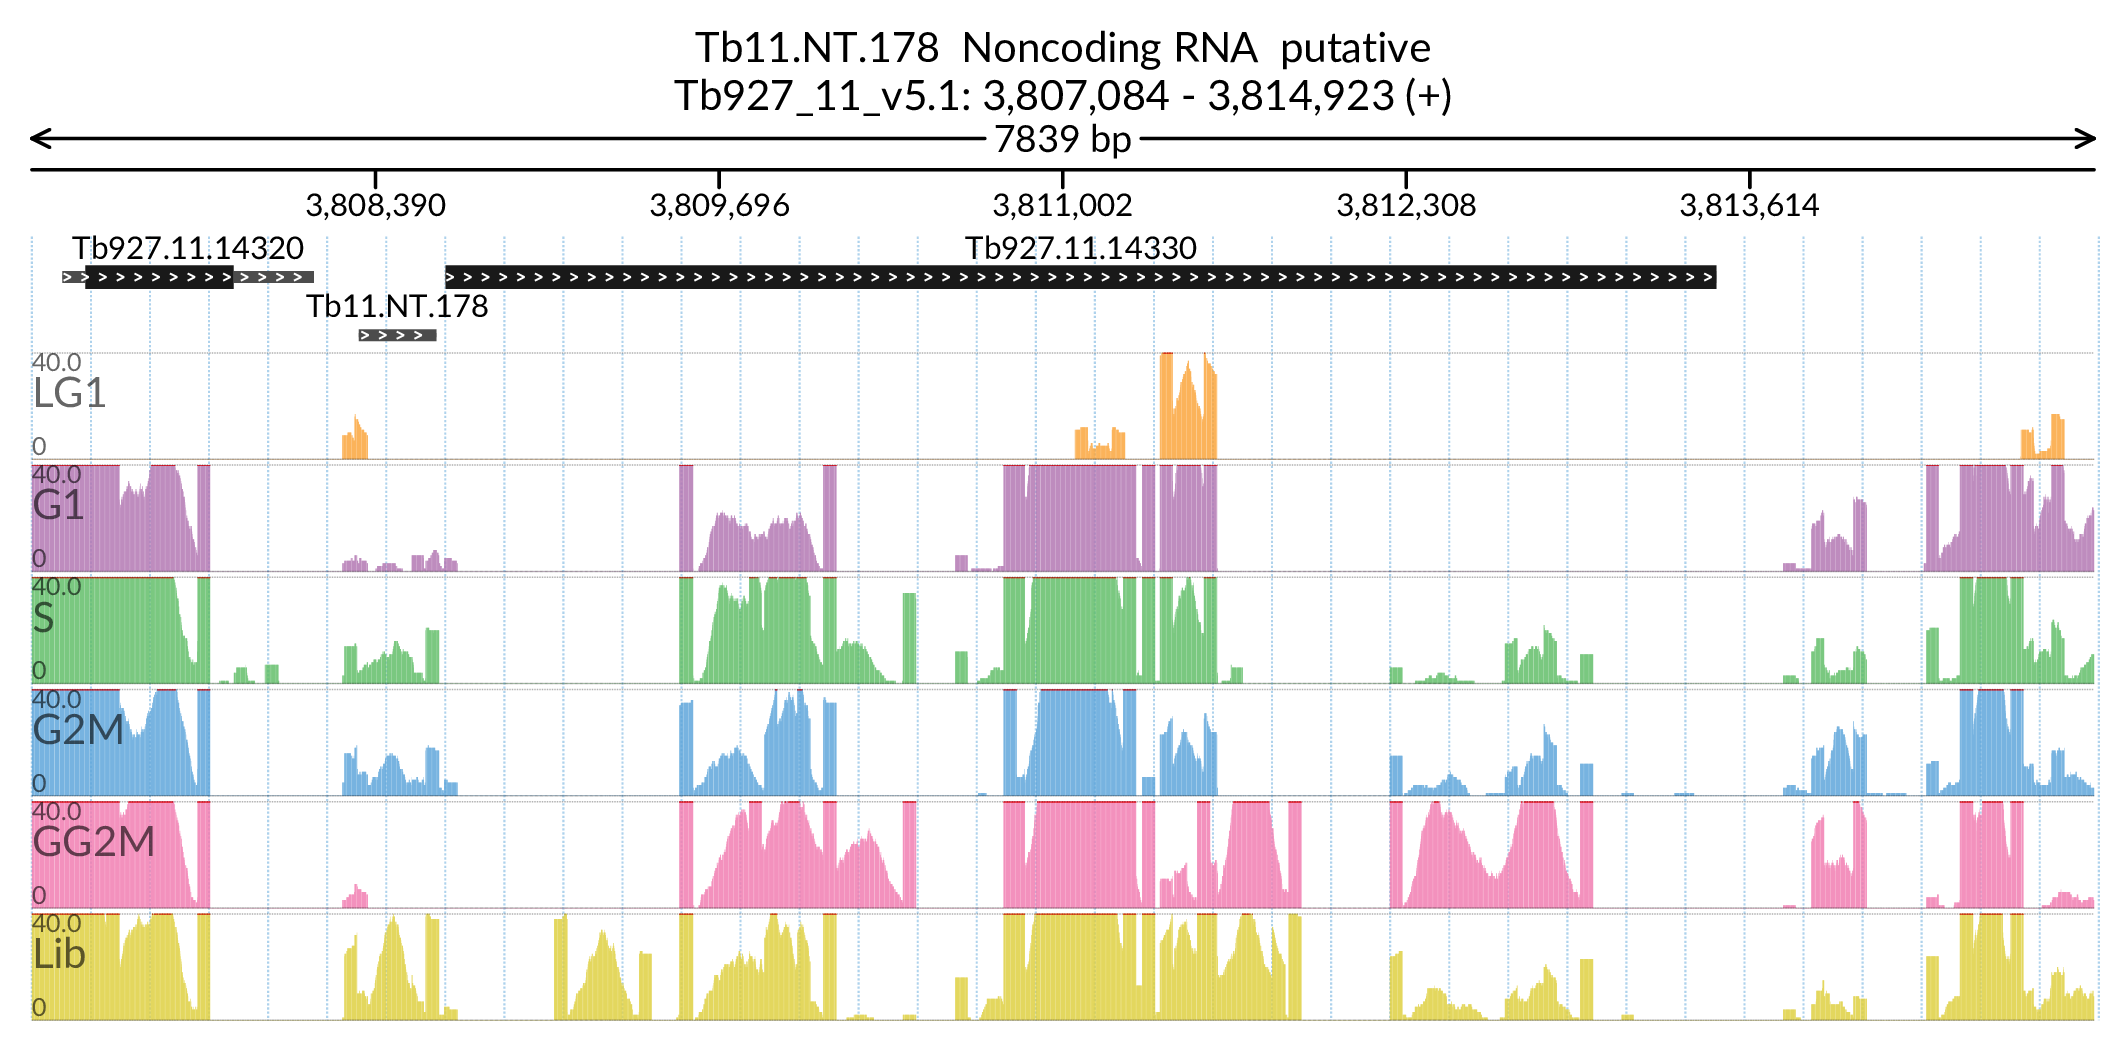 Tb11.NT.178 Noncoding RNA putative
Tb927_11_v5.1: 3,807,084 - 3,814,923 (+)
7839 bp
3,808,390 3,809,696 3,811,002 3,812,308 3,813,614
Tb927.11.14320 Tb927.11.14330
Tb11.NT.178
40.0
LG1
0
40.0
G1
0
40.0
S
0
40.0
G2M
0
40.0
GG2M
0
40.0
Lib
0